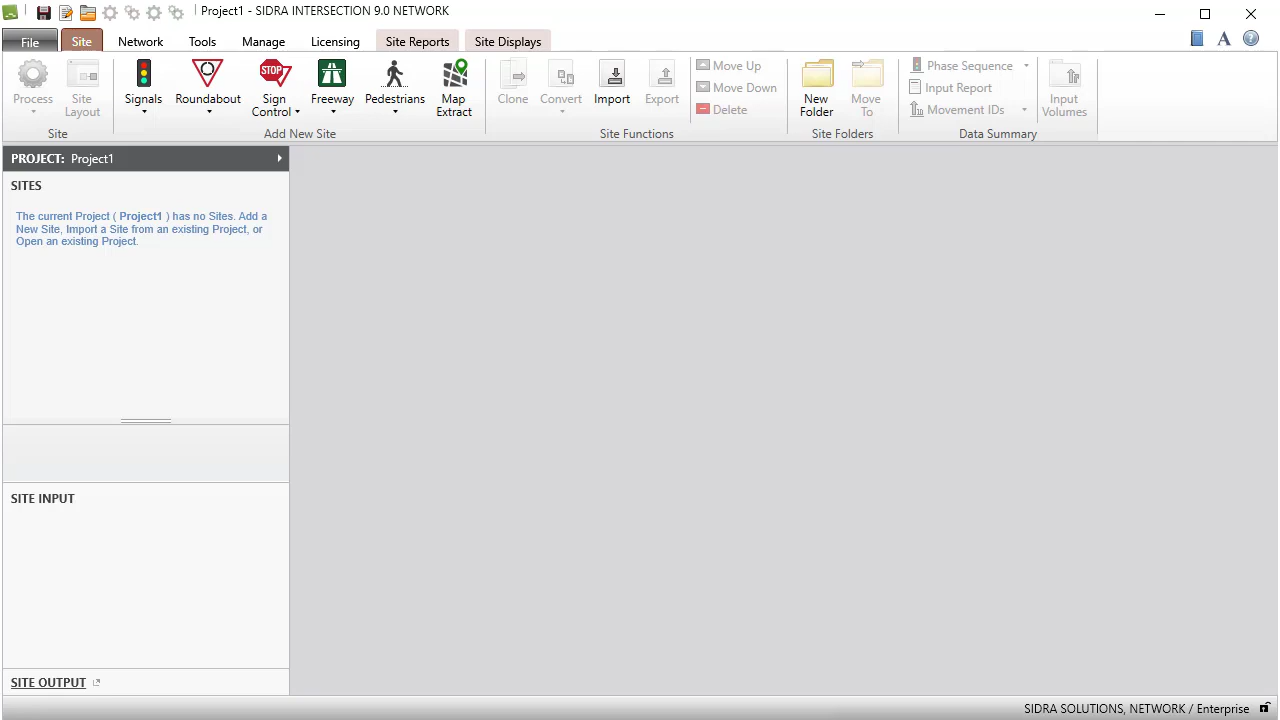 Project1 - SIDRA INTERSECTION 9.0 NETWORK
File Site Network Tools Manage Licensing Site Reports Site Displays
Process
Site Layout
Site
Signals
Roundabout
STOP
Sign Control
Freeway
Pedestrians
Map Extract
Add New Site
Clone
Convert
Import
Export
Move Up
Move Down
Delete
Site Functions
New Folder
Move To
Site Folders
Phase Sequence
Input Report
Movement IDs
Input Volumes
Data Summary
PROJECT: Project1
SITES
The current Project ( Project1 ) has no Sites. Add a
New Site, Import a Site from an existing Project, or
Open an existing Project.
SITE INPUT
SITE OUTPUT
SIDRA SOLUTIONS, NETWORK / Enterprise